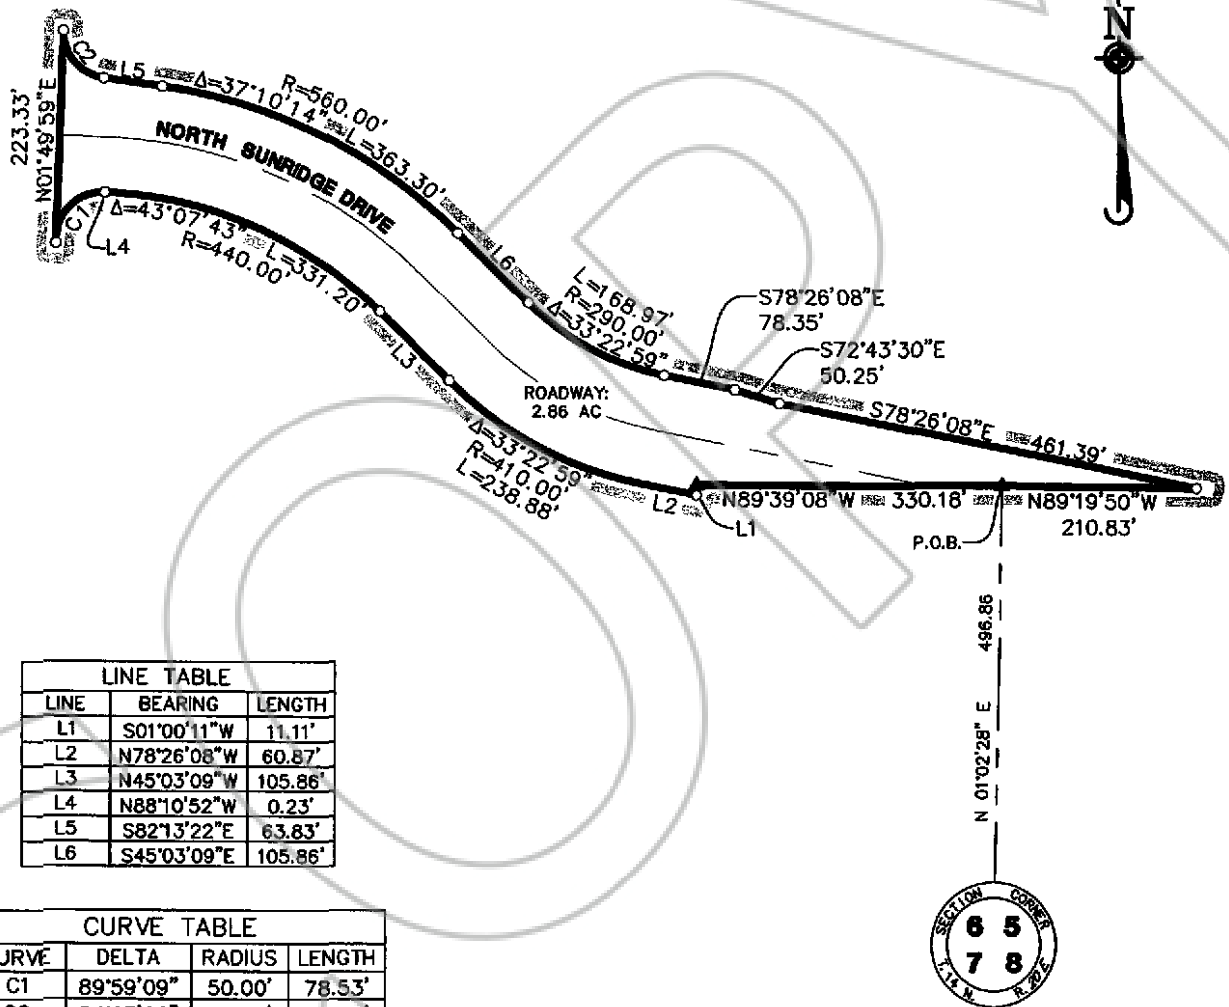 N
C2
L5
Δ=37°10'14"
R=560.00'
L=363.30'
223.33'
N01°49'59"E
NORTH SUNRIDGE DRIVE
C1
Δ=43°07'43"
R=440.00'
L=331.20'
L4
L6
L=168.97'
R=290.00'
Δ=33°22'59"
S78°26'08"E
78.35'
S72°43'30"E
50.25'
L3
ROADWAY:
2.86 AC
S78°26'08"E
461.39'
Δ=33°22'59"
R=410.00'
L=238.88'
L2
L1
N89°39'08"W 330.18'
N89°19'50"W
210.83'
P.O.B.
N 01°02'28" E 496.86
LINE TABLE
LINE BEARING LENGTH
L1 S01°00'11"W 11.11'
L2 N78°26'08"W 60.87'
L3 N45°03'09"W 105.86'
L4 N88°10'52"W 0.23'
L5 S82°13'22"E 63.83'
L6 S45°03'09"E 105.86'
CURVE TABLE
URVE DELTA RADIUS LENGTH
C1 89°59'09" 50.00' 78.53'
SECTION CORNER
6 5
7 8
T.14 N. R.20 E.